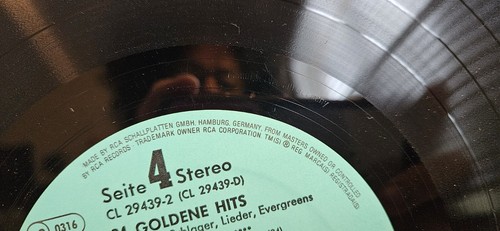 MADE BY RCA SCHALLPLATTEN GMBH. HAMBURG, GERMANY, FROM MASTERS OWNED OR CONTROLLED
BY RCA RECORDS. TRADEMARK OWNER RCA CORPORATION TM(S) ® REG. MARCA(S) REGISTRADA(S)
Seite 4 Stereo
CL 29439-2 (CL 29439-D)
GOLDENE HITS
Lieder, Evergreens
0316